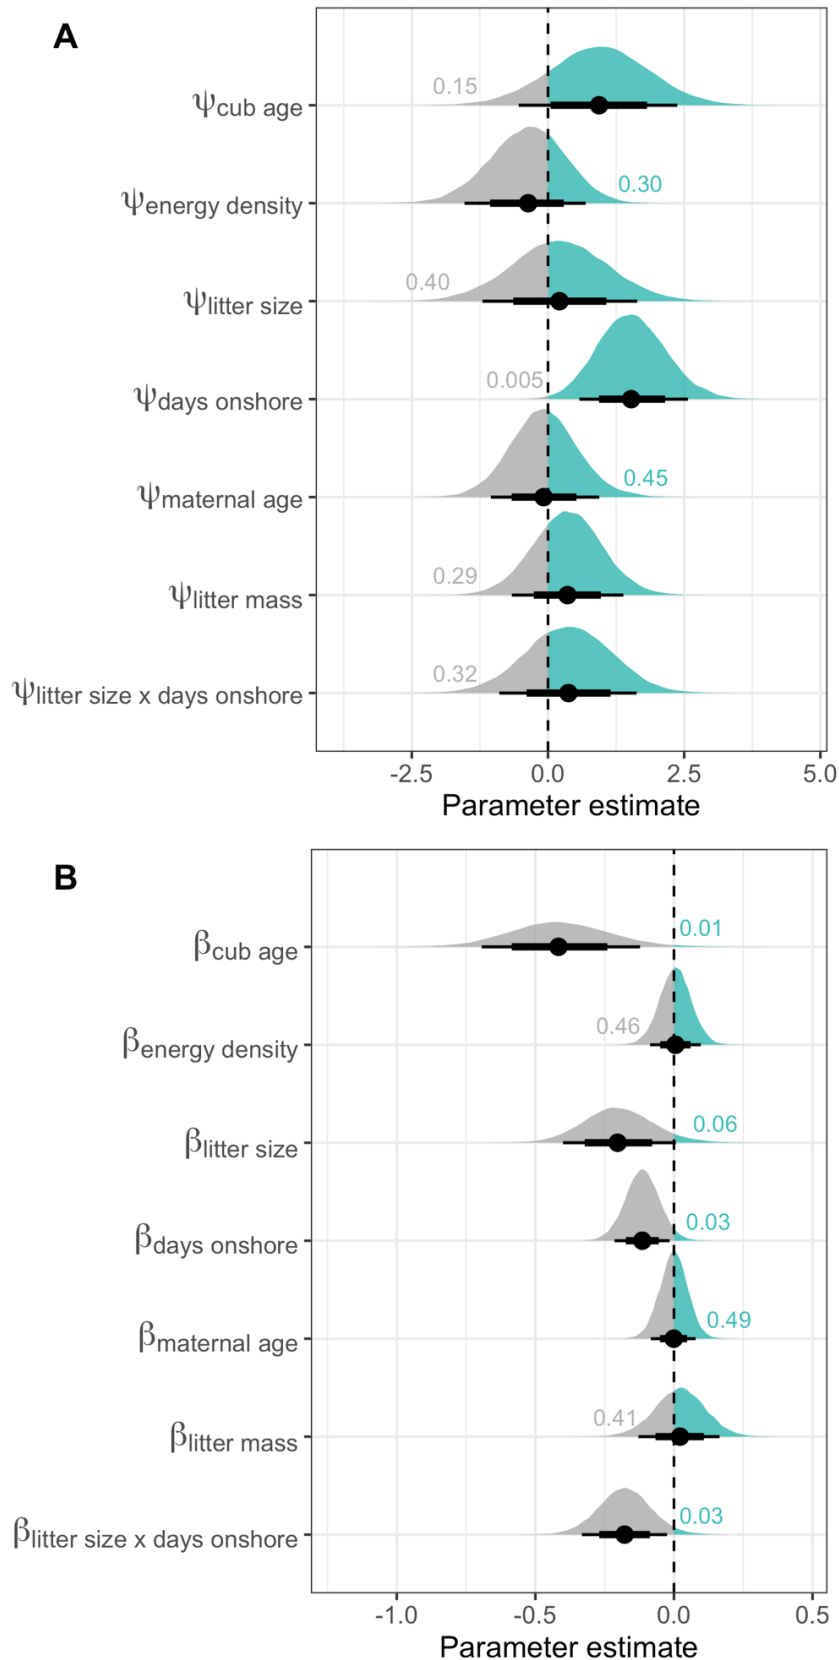 A
0.15
ψcub age
0.30
ψenergy density
0.40
ψlitter size
0.005
ψdays onshore
0.45
ψmaternal age
0.29
ψlitter mass
0.32
ψlitter size x days onshore
-2.5 0.0 2.5 5.0
Parameter estimate
B
0.01
βcub age
0.46
βenergy density
0.06
βlitter size
0.03
βdays onshore
0.49
βmaternal age
0.41
βlitter mass
0.03
βlitter size x days onshore
-1.0 -0.5 0.0 0.5
Parameter estimate